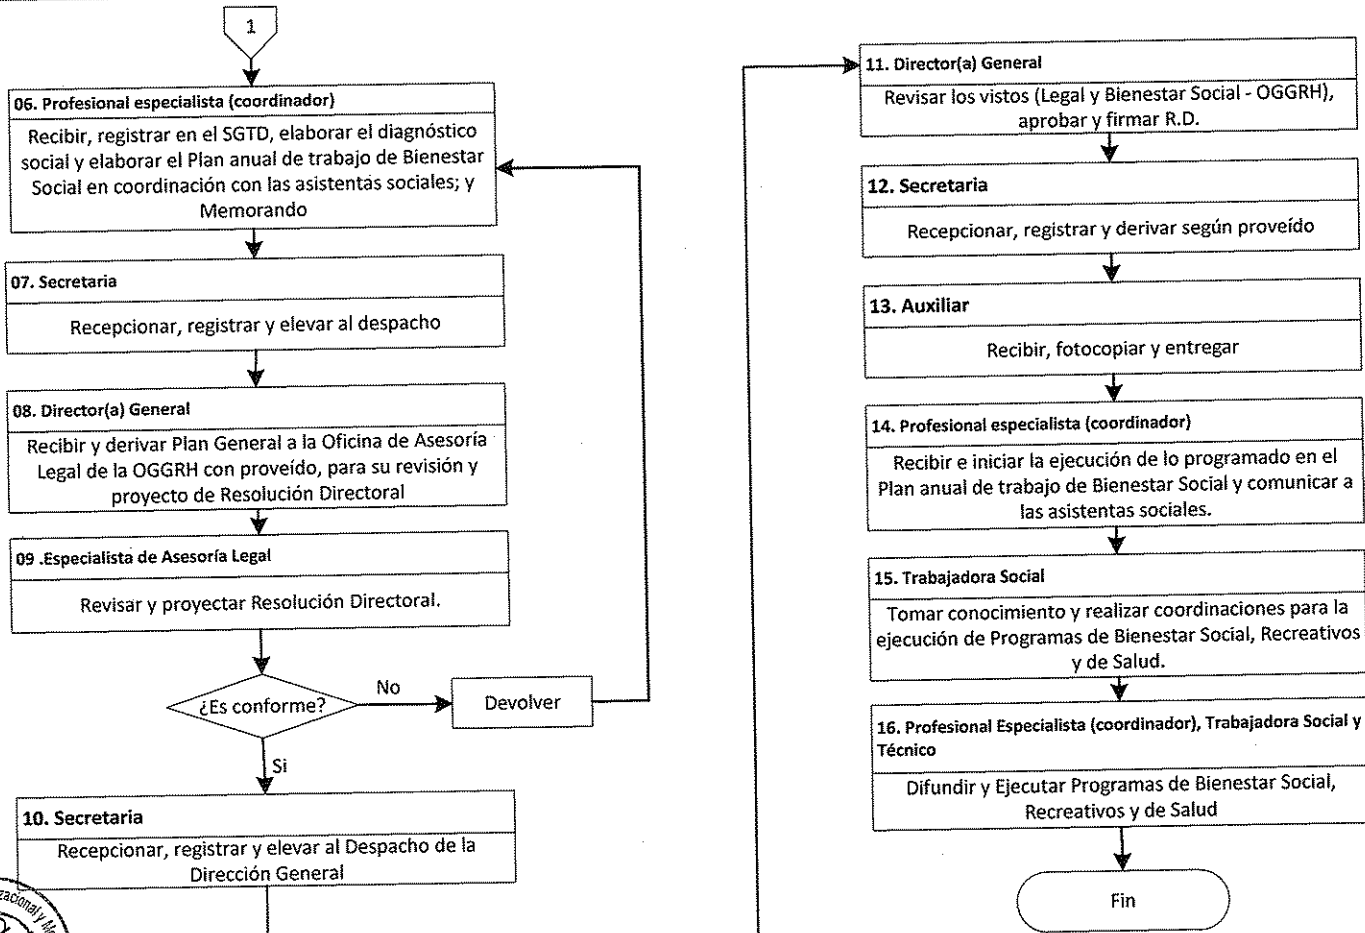 1
06. Profesional especialista (coordinador)
Recibir, registrar en el SGTD, elaborar el diagnóstico
social y elaborar el Plan anual de trabajo de Bienestar
Social en coordinación con las asistentas sociales; y
Memorando
07. Secretaria
Recepcionar, registrar y elevar al despacho
08. Director(a) General
Recibir y derivar Plan General a la Oficina de Asesoría
Legal de la OGGRH con proveído, para su revisión y
proyecto de Resolución Directoral
09 .Especialista de Asesoría Legal
Revisar y proyectar Resolución Directoral.
¿Es conforme?
No
Devolver
Si
10. Secretaria
Recepcionar, registrar y elevar al Despacho de la
Dirección General
11. Director(a) General
Revisar los vistos (Legal y Bienestar Social - OGGRH),
aprobar y firmar R.D.
12. Secretaria
Recepcionar, registrar y derivar según proveído
13. Auxiliar
Recibir, fotocopiar y entregar
14. Profesional especialista (coordinador)
Recibir e iniciar la ejecución de lo programado en el
Plan anual de trabajo de Bienestar Social y comunicar a
las asistentas sociales.
15. Trabajadora Social
Tomar conocimiento y realizar coordinaciones para la
ejecución de Programas de Bienestar Social, Recreativos
y de Salud.
16. Profesional Especialista (coordinador), Trabajadora Social y
Técnico
Difundir y Ejecutar Programas de Bienestar Social,
Recreativos y de Salud
Fin